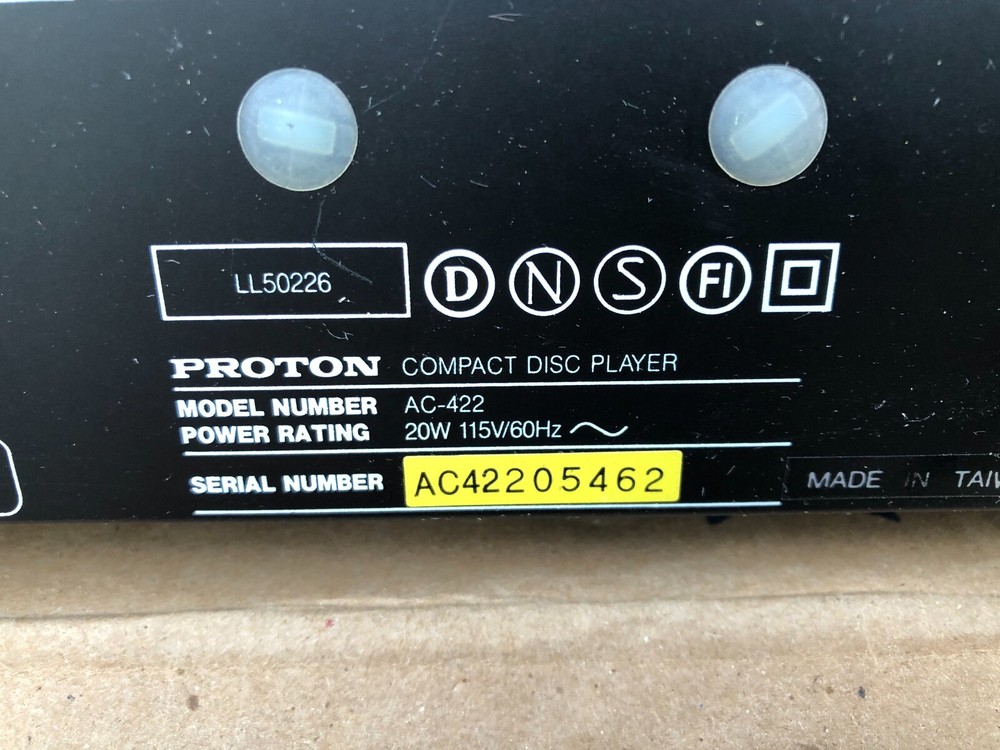 LL50226 D N S FI
PROTON COMPACT DISC PLAYER
MODEL NUMBER AC-422
POWER RATING 20W 115V/60Hz
SERIAL NUMBER AC42205462
MADE IN TAIW